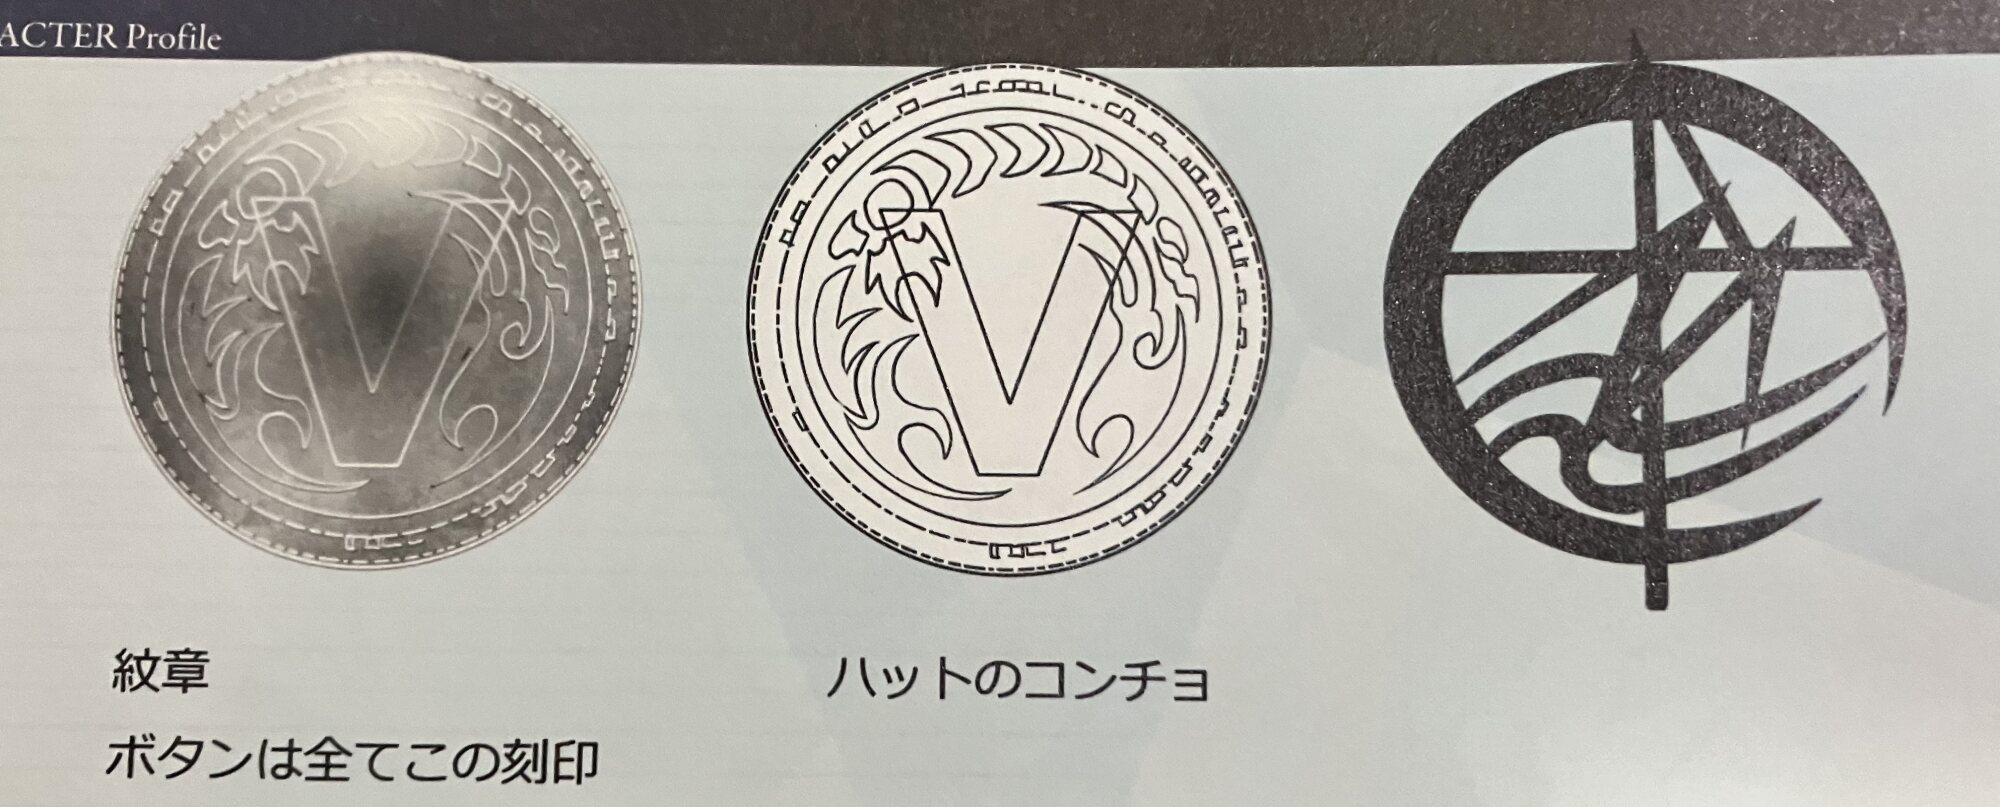 ACTER Profile
V
V
紋章
ハットのコンチョ
ボタンは全てこの刻印